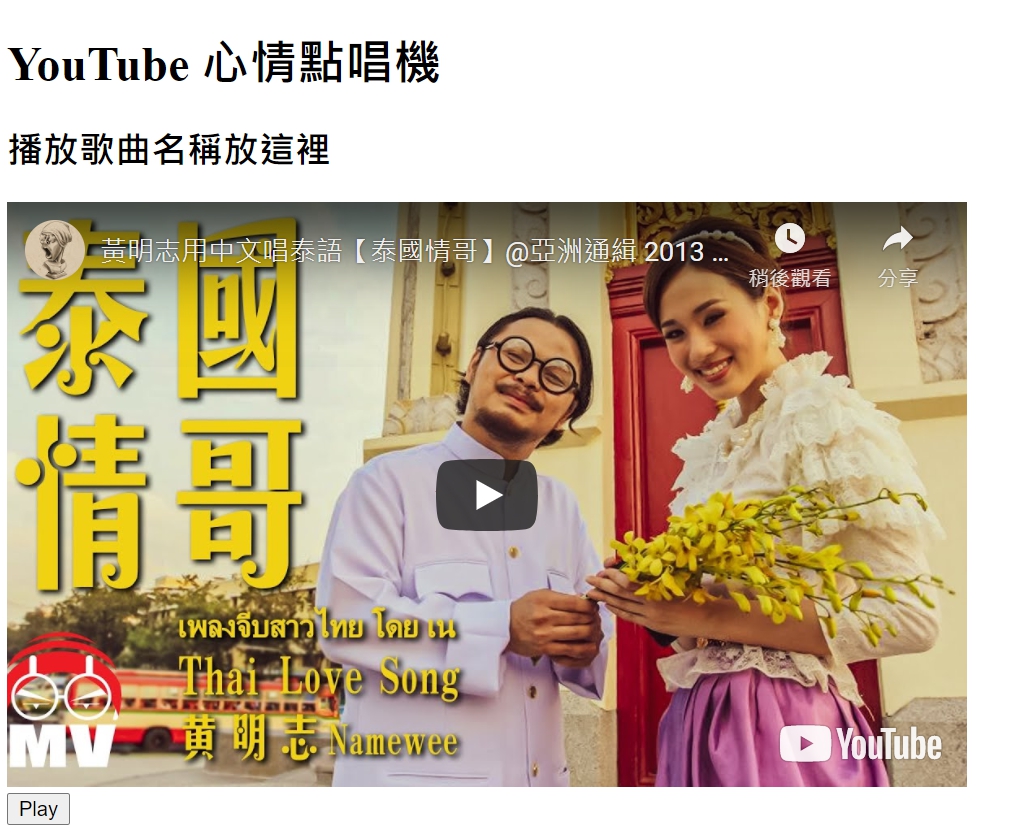 YouTube 心情點唱機
播放歌曲名稱放這裡
黃明志用中文唱泰語【泰國情哥】@亞洲通緝 2013 ...
稍後觀看
分享
泰國
情哥
เพลงจีบสาวไทย โดย เน
Thai Love Song
黃明志 Namewee
MV
YouTube
Play